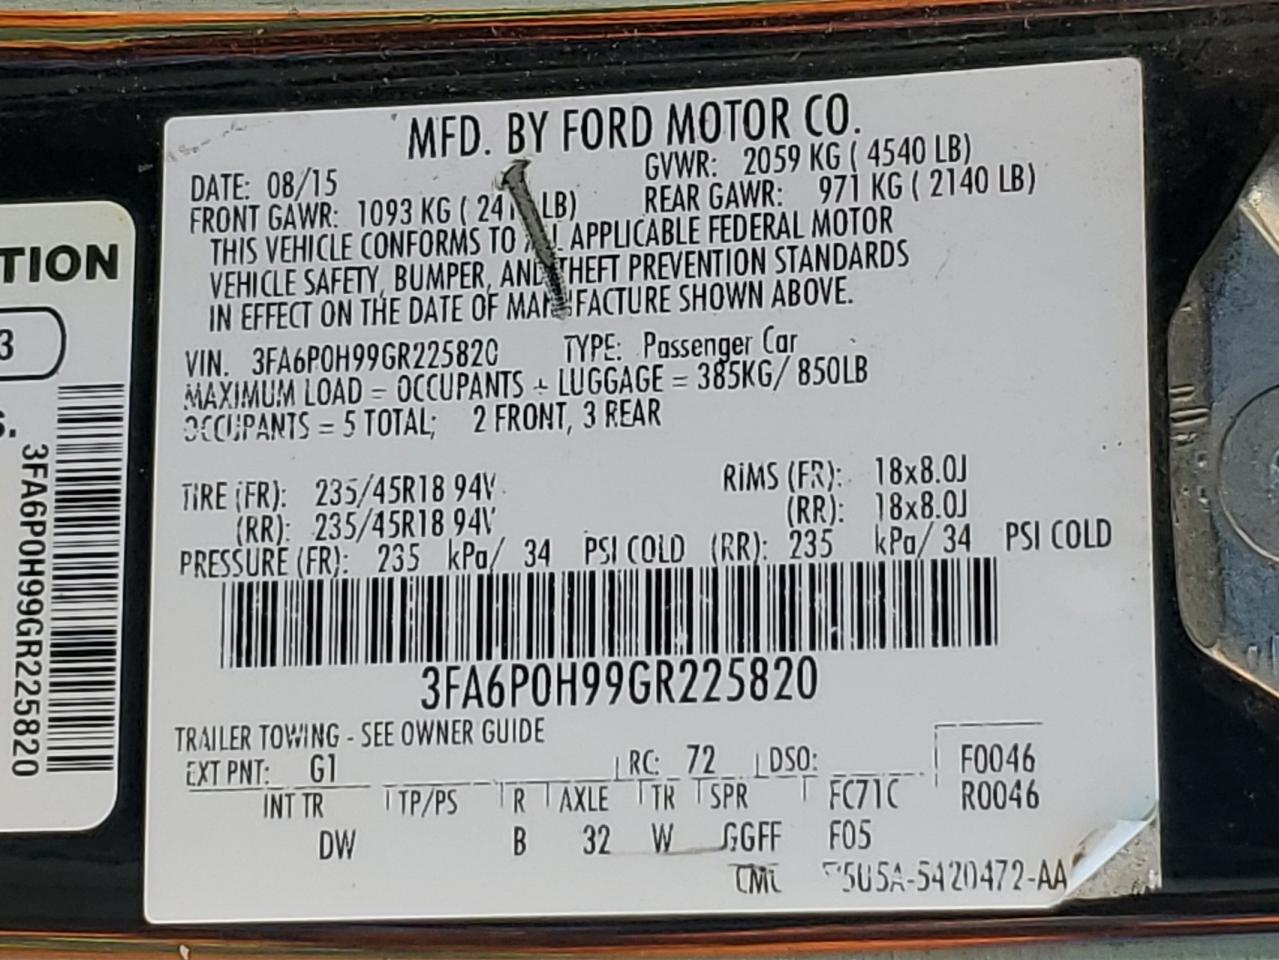 MFD. BY FORD MOTOR CO.
DATE: 08/15 GVWR: 2059 KG ( 4540 LB)
FRONT GAWR: 1093 KG ( LB) REAR GAWR: 971 KG ( 2140 LB)
THIS VEHICLE CONFORMS TO APPLICABLE FEDERAL MOTOR
VEHICLE SAFETY, BUMPER, AND THEFT PREVENTION STANDARDS
IN EFFECT ON THE DATE OF MANUFACTURE SHOWN ABOVE.
VIN. 3FA6P0H99GR225820 TYPE: Passenger Car
MAXIMUM LOAD = OCCUPANTS + LUGGAGE = 385KG/ 850LB
OCCUPANTS = 5 TOTAL; 2 FRONT, 3 REAR
TIRE (FR): 235/45R18 94V RIMS (FR): 18x8.0J
(RR): 235/45R18 94V (RR): 18x8.0J
PRESSURE (FR): 235 kPa/ 34 PSI COLD (RR): 235 kPa/ 34 PSI COLD
3FA6P0H99GR225820
TRAILER TOWING - SEE OWNER GUIDE
EXT PNT: G1 RC: 72 DSO: F0046
INT TR TP/PS R AXLE TR SPR FC71C R0046
DW B 32 W GGFF F05
TION
3
S.
3FA6P0H99GR225820